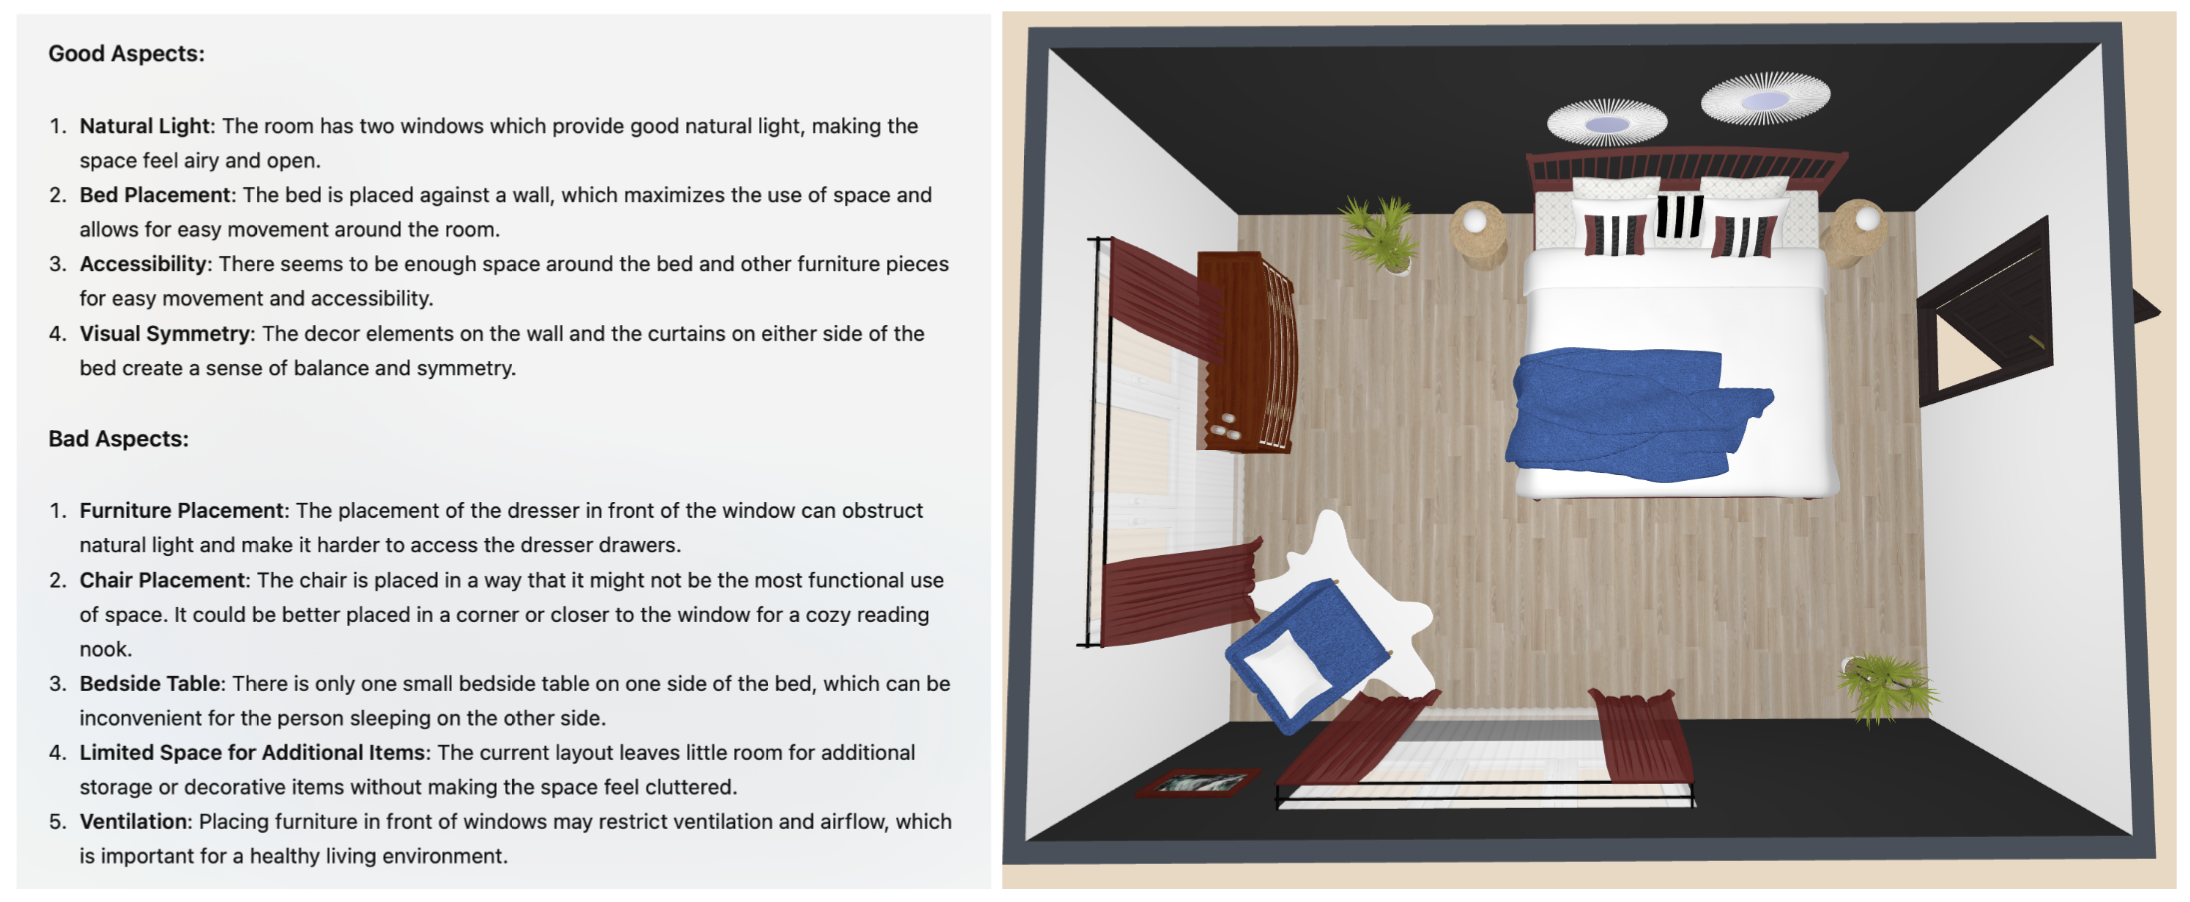 Good Aspects:
1. Natural Light: The room has two windows which provide good natural light, making the
space feel airy and open.
2. Bed Placement: The bed is placed against a wall, which maximizes the use of space and
allows for easy movement around the room.
3. Accessibility: There seems to be enough space around the bed and other furniture pieces
for easy movement and accessibility.
4. Visual Symmetry: The decor elements on the wall and the curtains on either side of the
bed create a sense of balance and symmetry.
Bad Aspects:
1. Furniture Placement: The placement of the dresser in front of the window can obstruct
natural light and make it harder to access the dresser drawers.
2. Chair Placement: The chair is placed in a way that it might not be the most functional use
of space. It could be better placed in a corner or closer to the window for a cozy reading
nook.
3. Bedside Table: There is only one small bedside table on one side of the bed, which can be
inconvenient for the person sleeping on the other side.
4. Limited Space for Additional Items: The current layout leaves little room for additional
storage or decorative items without making the space feel cluttered.
5. Ventilation: Placing furniture in front of windows may restrict ventilation and airflow, which
is important for a healthy living environment.